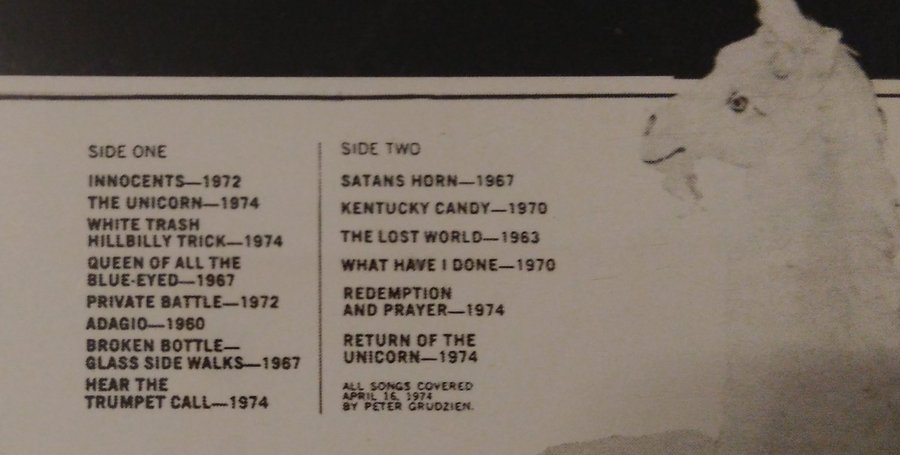 SIDE ONE
INNOCENTS—1972
THE UNICORN—1974
WHITE TRASH
HILLBILLY TRICK—1974
QUEEN OF ALL THE
BLUE-EYED—1967
PRIVATE BATTLE—1972
ADAGIO—1960
BROKEN BOTTLE—
GLASS SIDE WALKS—1967
HEAR THE
TRUMPET CALL—1974
SIDE TWO
SATANS HORN—1967
KENTUCKY CANDY—1970
THE LOST WORLD—1963
WHAT HAVE I DONE—1970
REDEMPTION
AND PRAYER—1974
RETURN OF THE
UNICORN—1974
ALL SONGS COVERED
APRIL 16, 1974
BY PETER GRUDZIEN.